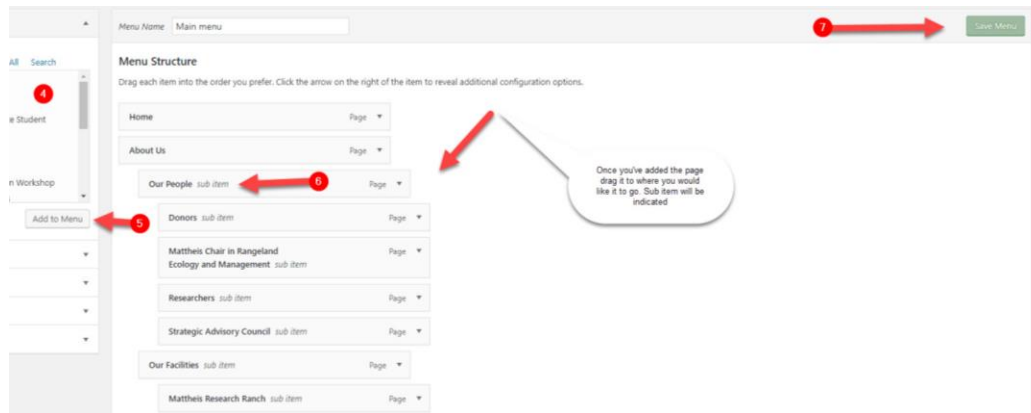 Menu Name Main menu
7
Save Menu
All Search
4
e Student
n Workshop
Add to Menu
5
Menu Structure
Drag each item into the order you prefer. Click the arrow on the right of the item to reveal additional configuration options.
Home Page
About Us Page
Our People sub item 6 Page
Donors sub item Page
Mattheis Chair in Rangeland Page
Ecology and Management sub item
Researchers sub item Page
Strategic Advisory Council sub item Page
Our Facilities sub item Page
Mattheis Research Ranch sub item Page
Once you've added the page
drag it to where you would
like it to go. Sub item will be
indicated